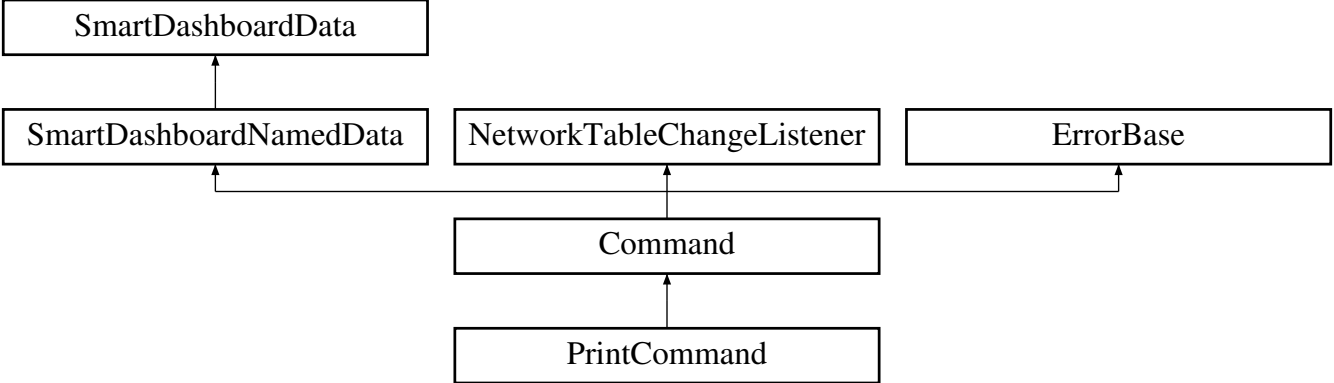 SmartDashboardData
SmartDashboardNamedData
NetworkTableChangeListener
ErrorBase
Command
PrintCommand